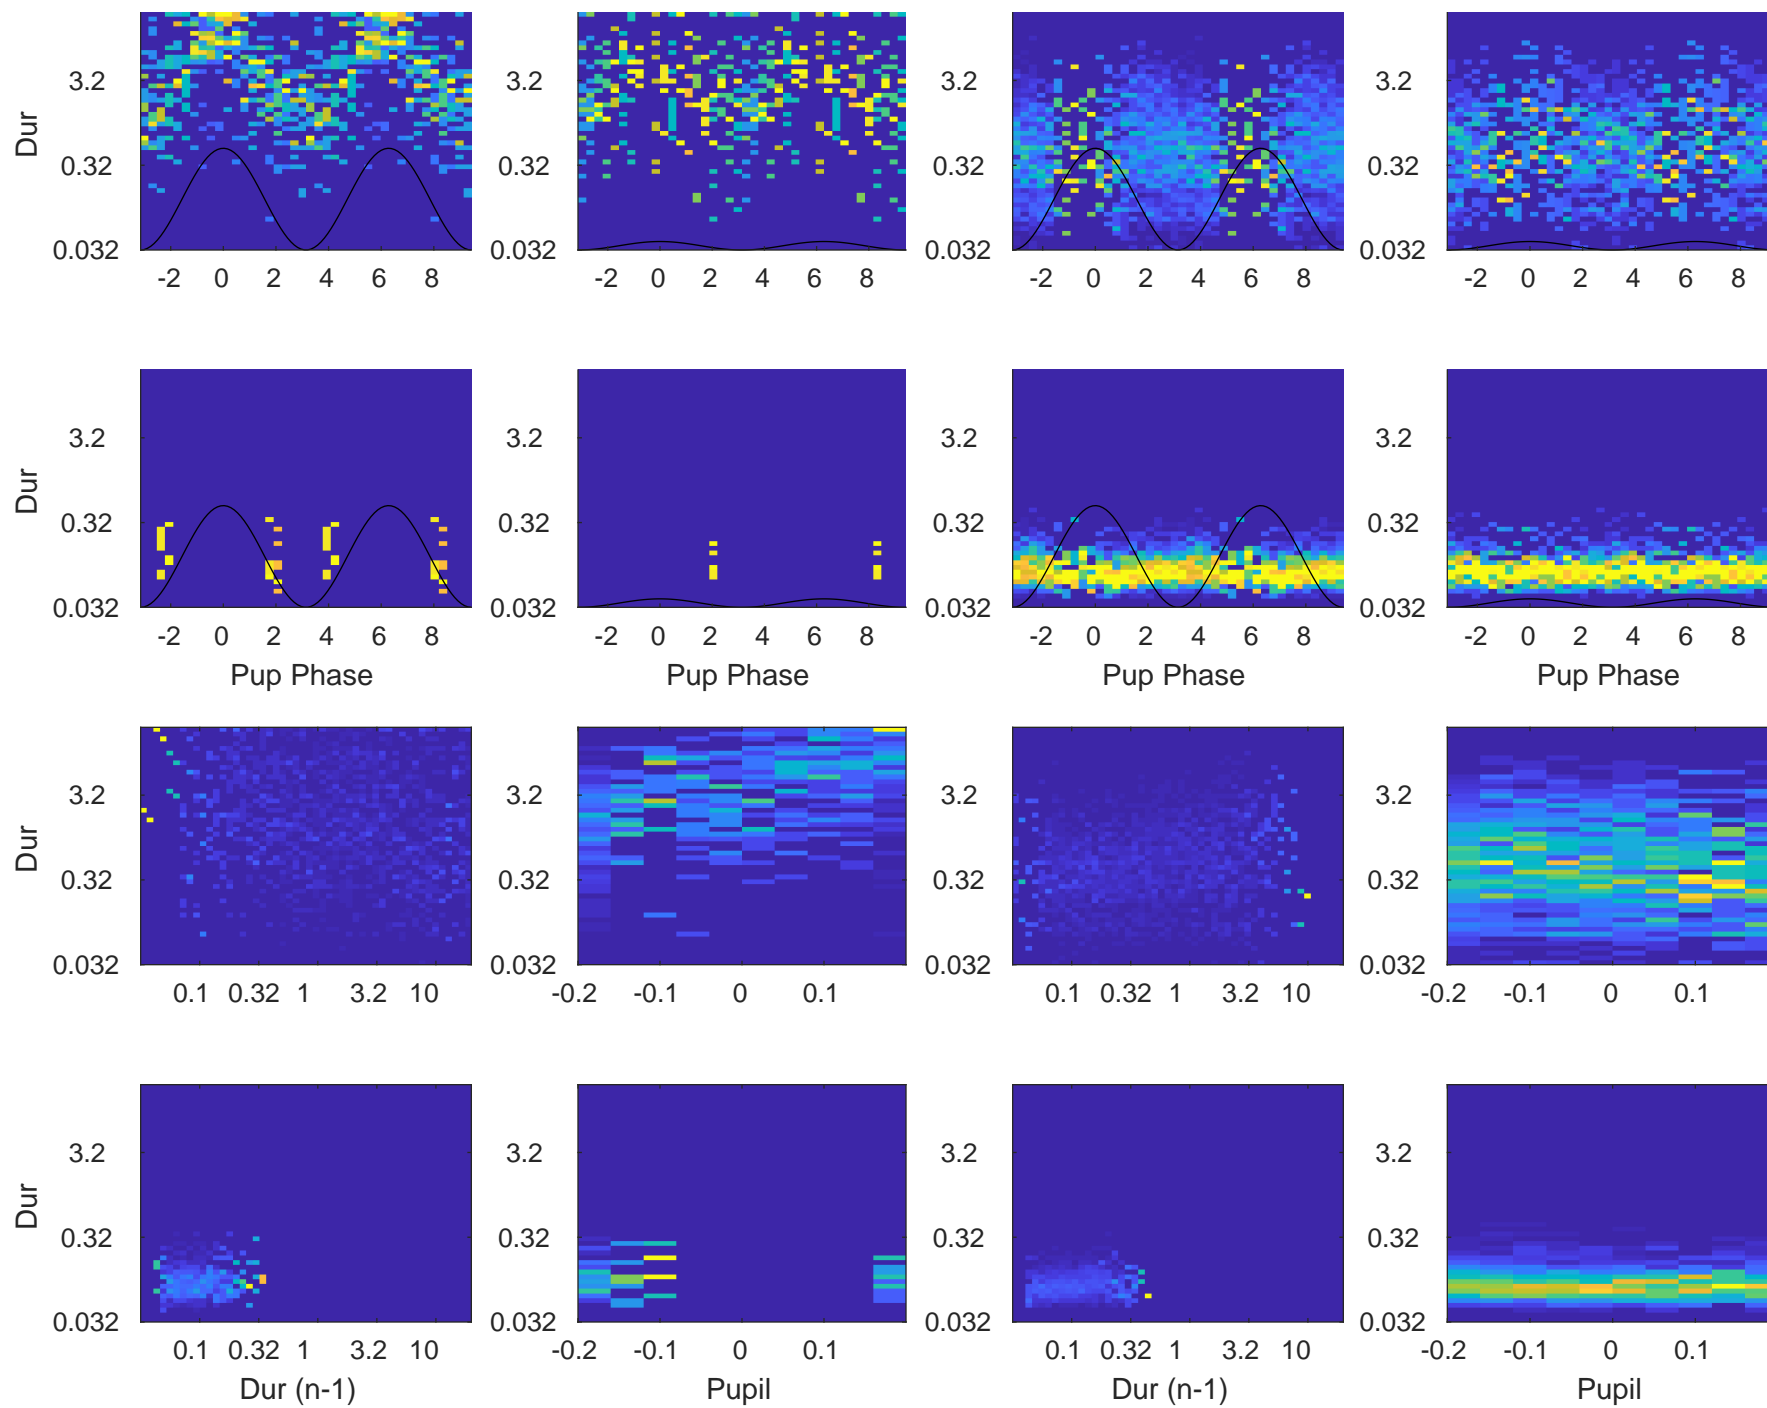 Dur
3.2 3.2 3.2 3.2
0.32 0.32 0.32 0.32
0.032 0.032 0.032 0.032
-2 0 2 4 6 8 -2 0 2 4 6 8 -2 0 2 4 6 8 -2 0 2 4 6 8
Dur
3.2 3.2 3.2 3.2
0.32 0.32 0.32 0.32
0.032 0.032 0.032 0.032
-2 0 2 4 6 8 -2 0 2 4 6 8 -2 0 2 4 6 8 -2 0 2 4 6 8
Pup Phase Pup Phase Pup Phase Pup Phase
Dur
3.2 3.2 3.2 3.2
0.32 0.32 0.32 0.32
0.032 0.032 0.032 0.032
0.1 0.32 1 3.2 10 -0.2 -0.1 0 0.1 0.1 0.32 1 3.2 10 -0.2 -0.1 0 0.1
Dur
3.2 3.2 3.2 3.2
0.32 0.32 0.32 0.32
0.032 0.032 0.032 0.032
0.1 0.32 1 3.2 10 -0.2 -0.1 0 0.1 0.1 0.32 1 3.2 10 -0.2 -0.1 0 0.1
Dur (n-1) Pupil Dur (n-1) Pupil